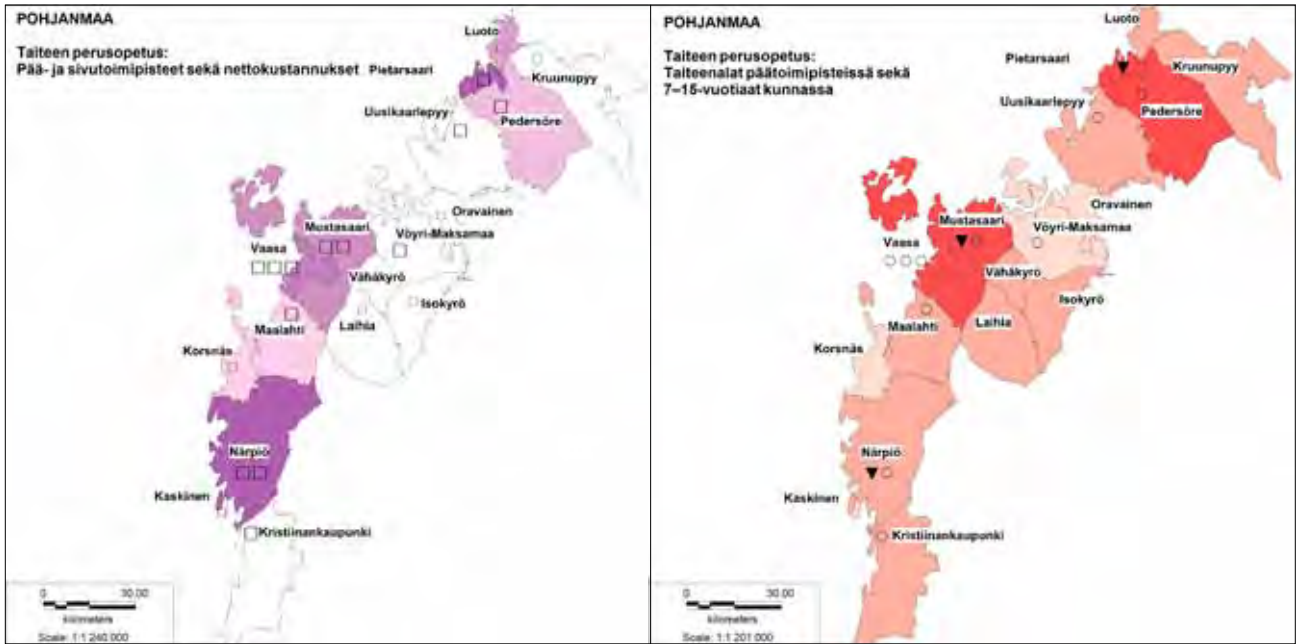 POHJANMAA
Taiteen perusopetus:
Pää- ja sivutoimipisteet sekä nettokustannukset
Luoto
Pietarsaari
Kruunupyy
Uusikaarlepyy
Pedersöre
Oravainen
Mustasaari
Vöyri-Maksamaa
Vaasa
Vähäkyrö
Isokyrö
Maalahti
Laihia
Korsnäs
Närpiö
Kaskinen
Kristiinankaupunki
0 30.00
kilometers
Scale: 1:1 240 000
POHJANMAA
Taiteen perusopetus:
Taiteenalat päätoimipisteissä sekä
7–15-vuotiaat kunnassa
Luoto
Pietarsaari
Kruunupyy
Uusikaarlepyy
Pedersöre
Oravainen
Mustasaari
Vöyri-Maksamaa
Vaasa
Vähäkyrö
Isokyrö
Maalahti
Laihia
Korsnäs
Närpiö
Kaskinen
Kristiinankaupunki
0 30.00
kilometers
Scale: 1:1 201 000